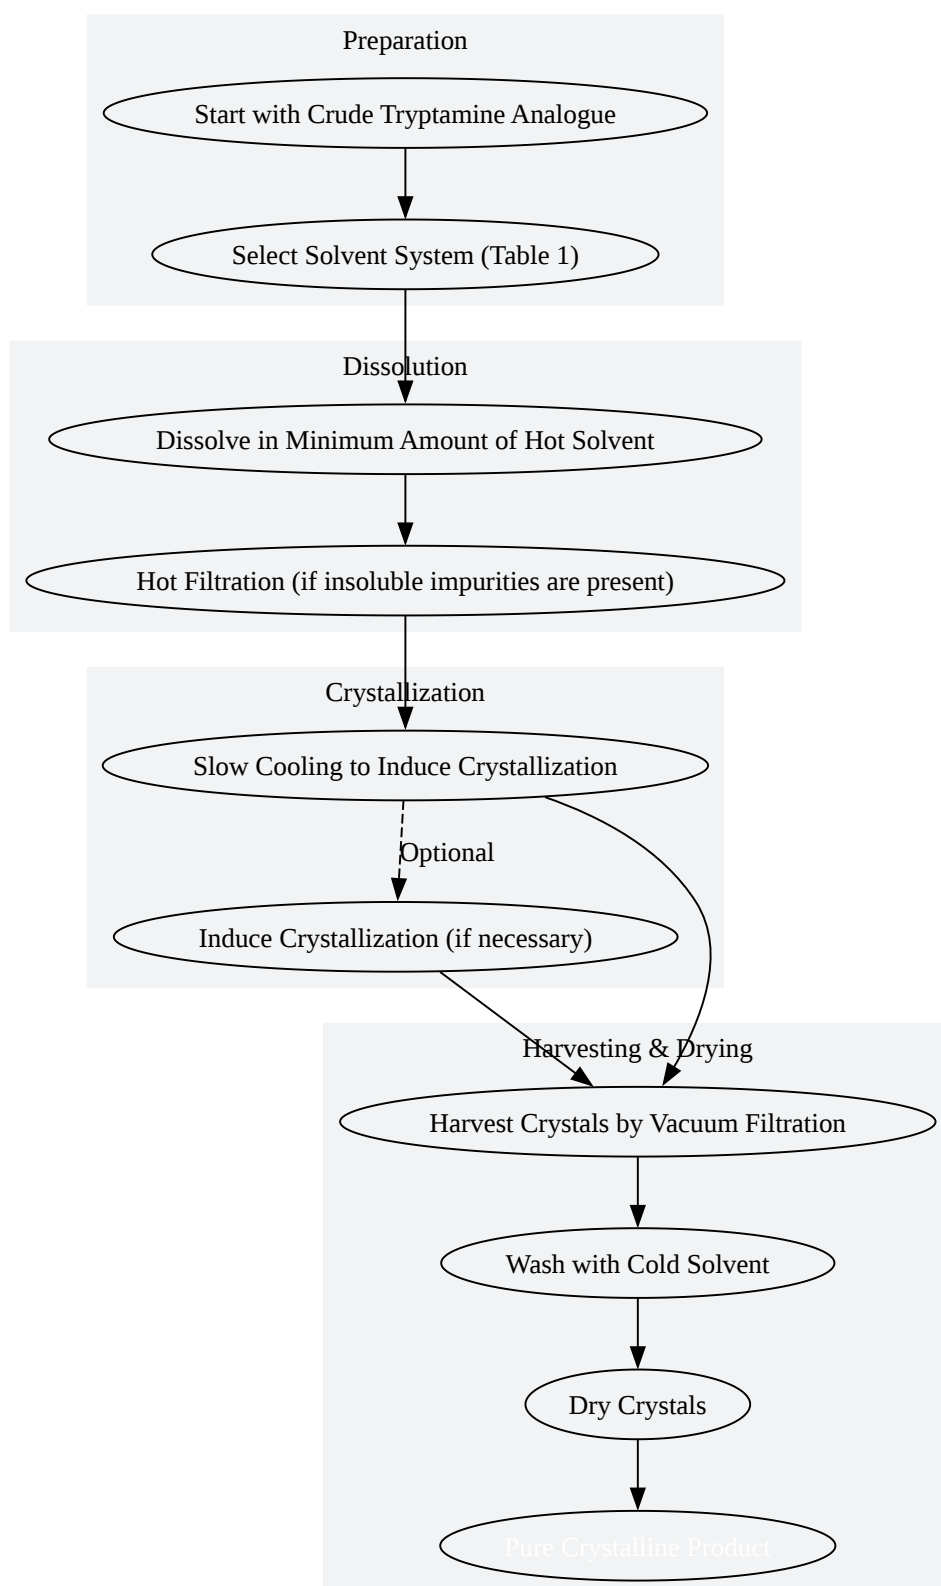 Preparation
Start with Crude Tryptamine Analogue
Select Solvent System (Table 1)
Dissolution
Dissolve in Minimum Amount of Hot Solvent
Hot Filtration (if insoluble impurities are present)
Crystallization
Slow Cooling to Induce Crystallization
Optional
Induce Crystallization (if necessary)
Harvesting & Drying
Harvest Crystals by Vacuum Filtration
Wash with Cold Solvent
Dry Crystals
Pure Crystalline Product